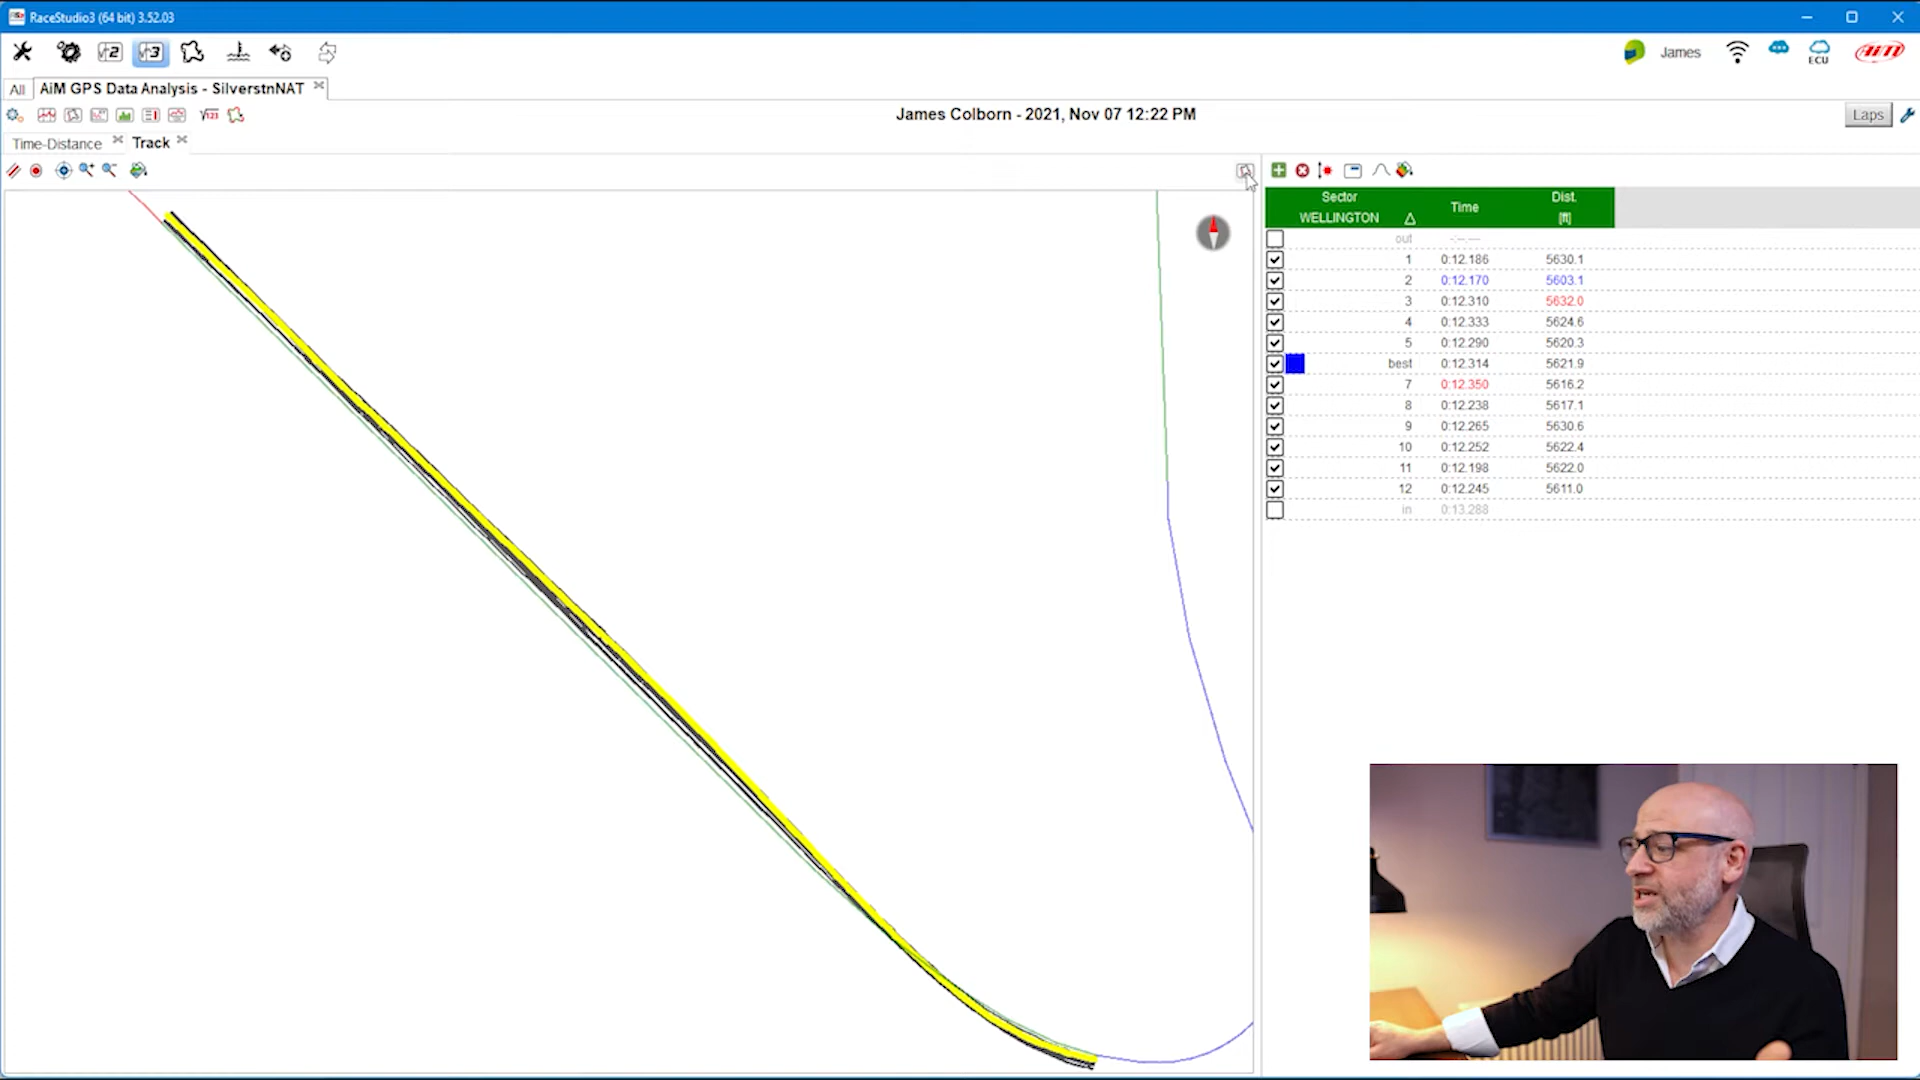 RaceStudio3 (64 bit) 3.52.03
James
ECU
AiM
All
AiM GPS Data Analysis - SilverstnNAT
James Colborn - 2021, Nov 07 12:22 PM
Laps
Time-Distance
Track
Sector
WELLINGTON
Time
Dist.
[ft]
out -:--.---
1 0:12.186 5630.1
2 0:12.170 5603.1
3 0:12.310 5632.0
4 0:12.333 5624.6
5 0:12.290 5620.3
best 0:12.314 5621.9
7 0:12.350 5616.2
8 0:12.238 5617.1
9 0:12.265 5630.6
10 0:12.252 5622.4
11 0:12.198 5622.0
12 0:12.245 5611.0
in 0:13.288